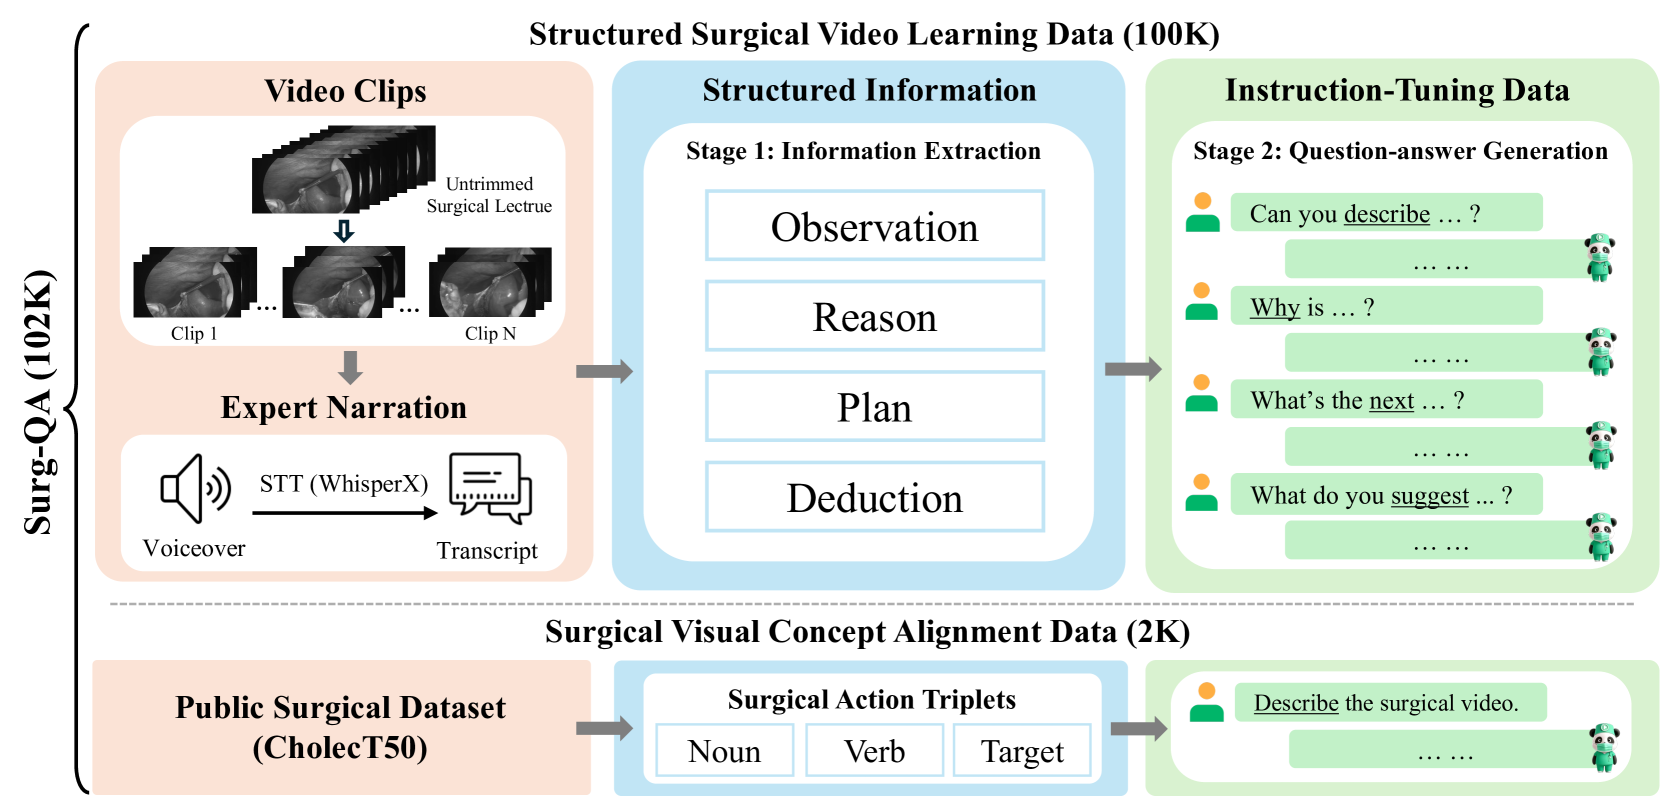 Surg-QA (102K)
Structured Surgical Video Learning Data (100K)
Video Clips
Untrimmed
Surgical Lectrue
... ...
Clip 1
Clip N
Expert Narration
STT (WhisperX)
Voiceover
Transcript
Structured Information
Stage 1: Information Extraction
Observation
Reason
Plan
Deduction
Instruction-Tuning Data
Stage 2: Question-answer Generation
Can you describe … ?
… …
Why is … ?
… …
What's the next … ?
… …
What do you suggest ... ?
… …
Surgical Visual Concept Alignment Data (2K)
Public Surgical Dataset
(CholecT50)
Surgical Action Triplets
Noun
Verb
Target
Describe the surgical video.
… …